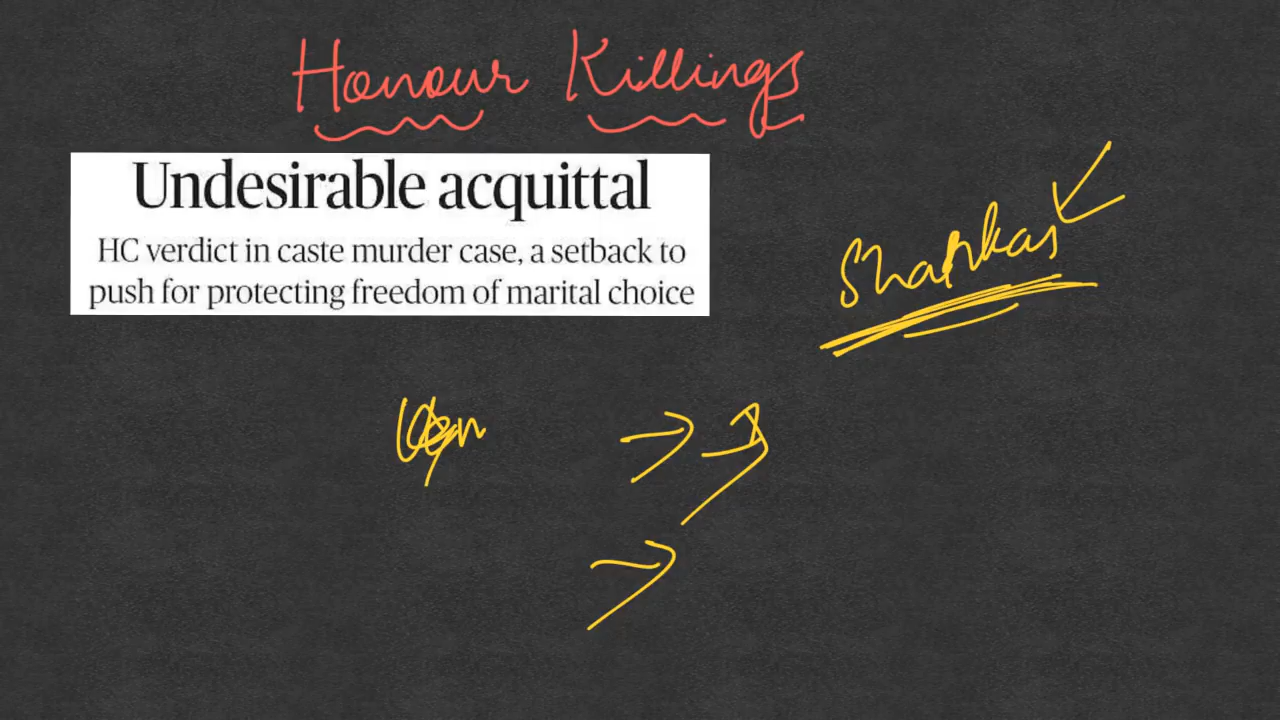 Honour Killings
Undesirable acquittal
HC verdict in caste murder case, a setback to
push for protecting freedom of marital choice
Shankar